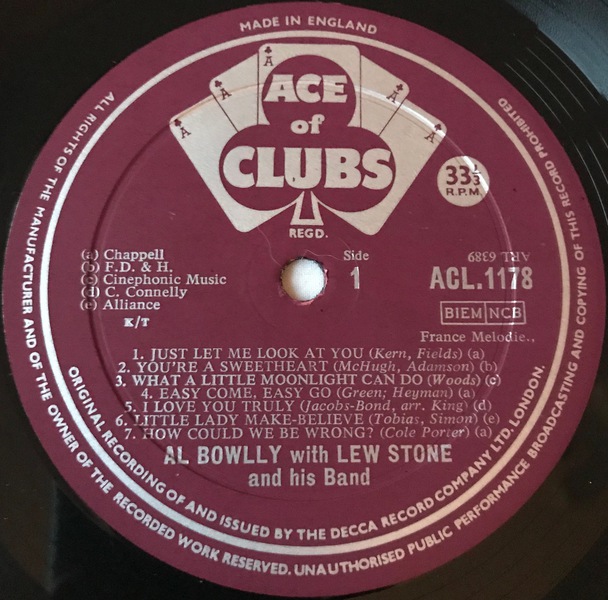 MADE IN ENGLAND
ALL RIGHTS OF THE MANUFACTURER AND OF THE OWNER OF THE RECORDED WORK RESERVED. UNAUTHORISED PUBLIC PERFORMANCE BROADCASTING AND COPYING OF THIS RECORD PROHIBITED
A
A
A
A
A
ACE
of
CLUBS
REGD.
33⅓
R.P.M.
(a) Chappell
(b) F.D. & H.
(c) Cinephonic Music
(d) C. Connelly
(e) Alliance
K/T
Side
1
ARL 6389
ACL.1178
BIEM NCB
France Melodie.,
1. JUST LET ME LOOK AT YOU (Kern, Fields) (a)
2. YOU'RE A SWEETHEART (McHugh, Adamson) (b)
3. WHAT A LITTLE MOONLIGHT CAN DO (Woods) (c)
4. EASY COME, EASY GO (Green; Heyman) (a)
5. I LOVE YOU TRULY (Jacobs-Bond, arr. King) (d)
6. LITTLE LADY MAKE-BELIEVE (Tobias, Simon) (e)
7. HOW COULD WE BE WRONG? (Cole Porter) (a)
AL BOWLLY with LEW STONE
and his Band
ORIGINAL RECORDING OF AND ISSUED BY THE DECCA RECORD COMPANY LTD. LONDON.